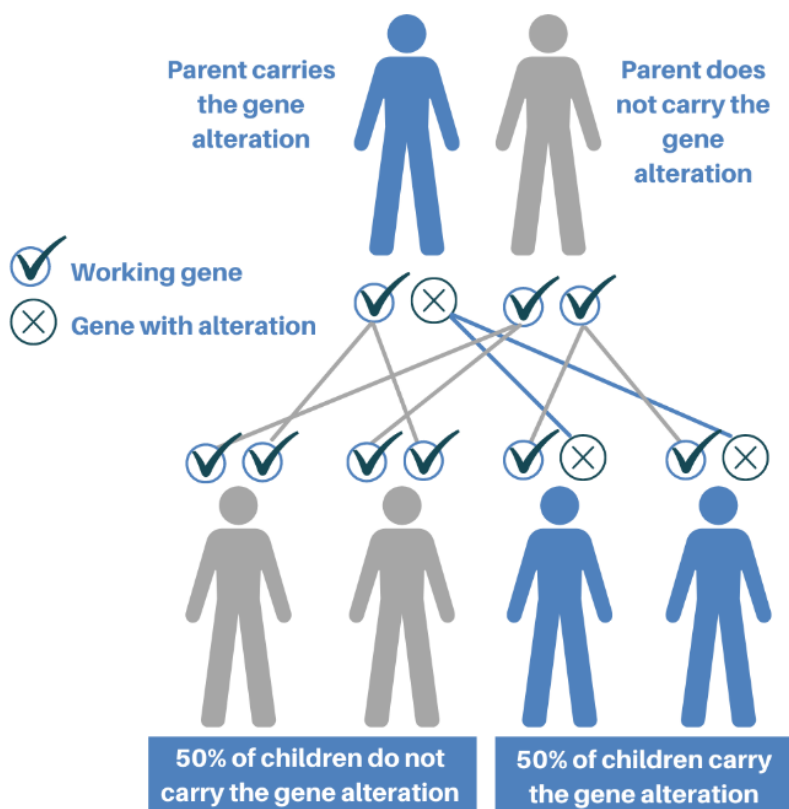 Parent carries
the gene
alteration
Parent does
not carry the
gene
alteration
Working gene
Gene with alteration
50% of children do not
carry the gene alteration
50% of children carry
the gene alteration